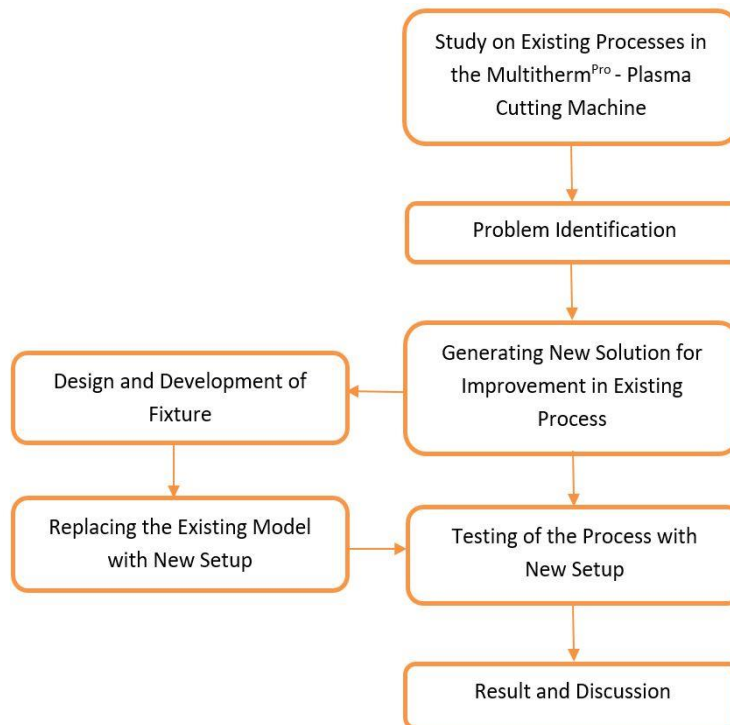 Study on Existing Processes in
the Multitherm^Pro - Plasma
Cutting Machine
Problem Identification
Generating New Solution for
Improvement in Existing
Process
Design and Development of
Fixture
Replacing the Existing Model
with New Setup
Testing of the Process with
New Setup
Result and Discussion